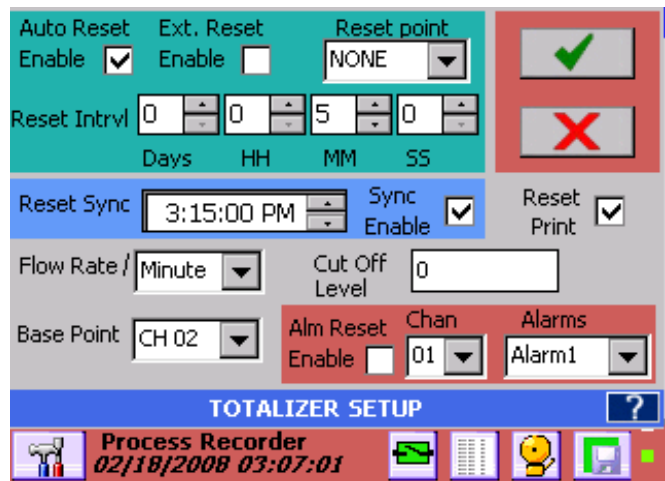 Auto Reset Ext. Reset Reset point
Enable Enable NONE
Reset Intrvl 0 0 5 0
Days HH MM SS
Reset Sync 3:15:00 PM Sync Enable Reset Print
Flow Rate / Minute Cut Off Level 0
Base Point CH 02 Alm Reset Enable Chan 01 Alarms Alarm1
TOTALIZER SETUP ?
Process Recorder
02/18/2008 03:07:01